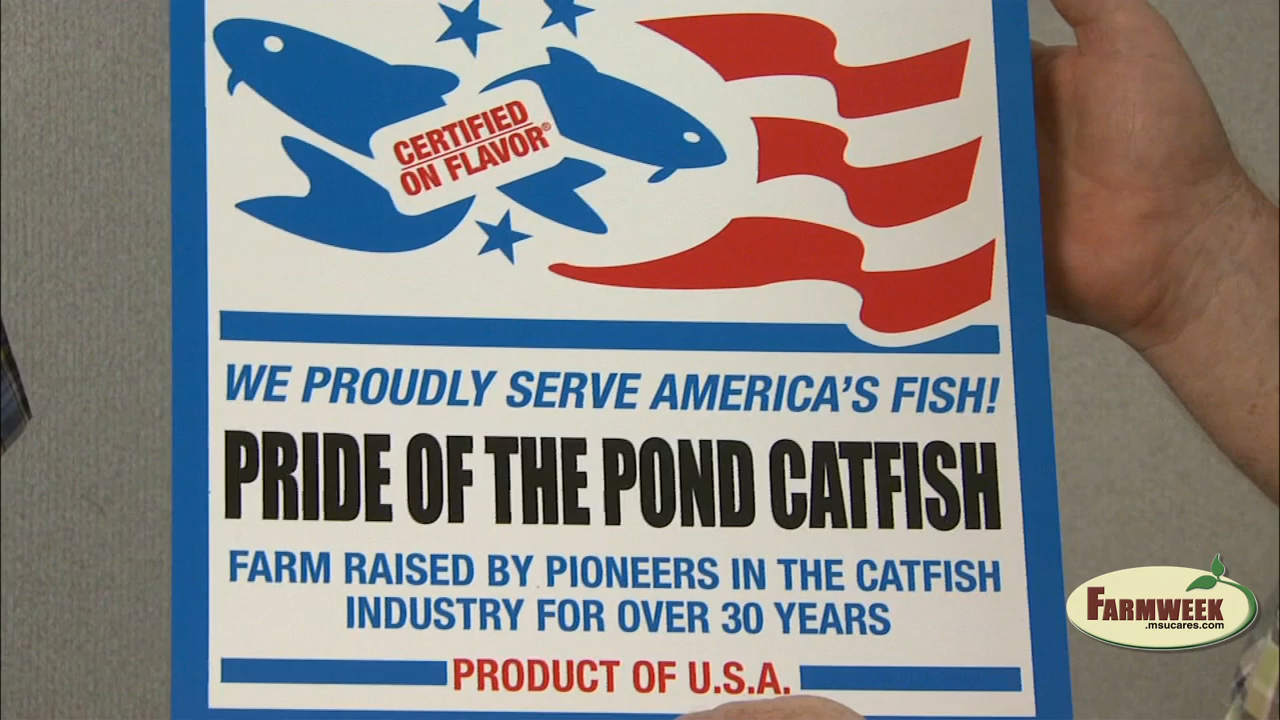 CERTIFIED
ON FLAVOR®
WE PROUDLY SERVE AMERICA'S FISH!
PRIDE OF THE POND CATFISH
FARM RAISED BY PIONEERS IN THE CATFISH
INDUSTRY FOR OVER 30 YEARS
PRODUCT OF U.S.A.
FARMWEEK
.msucares.com